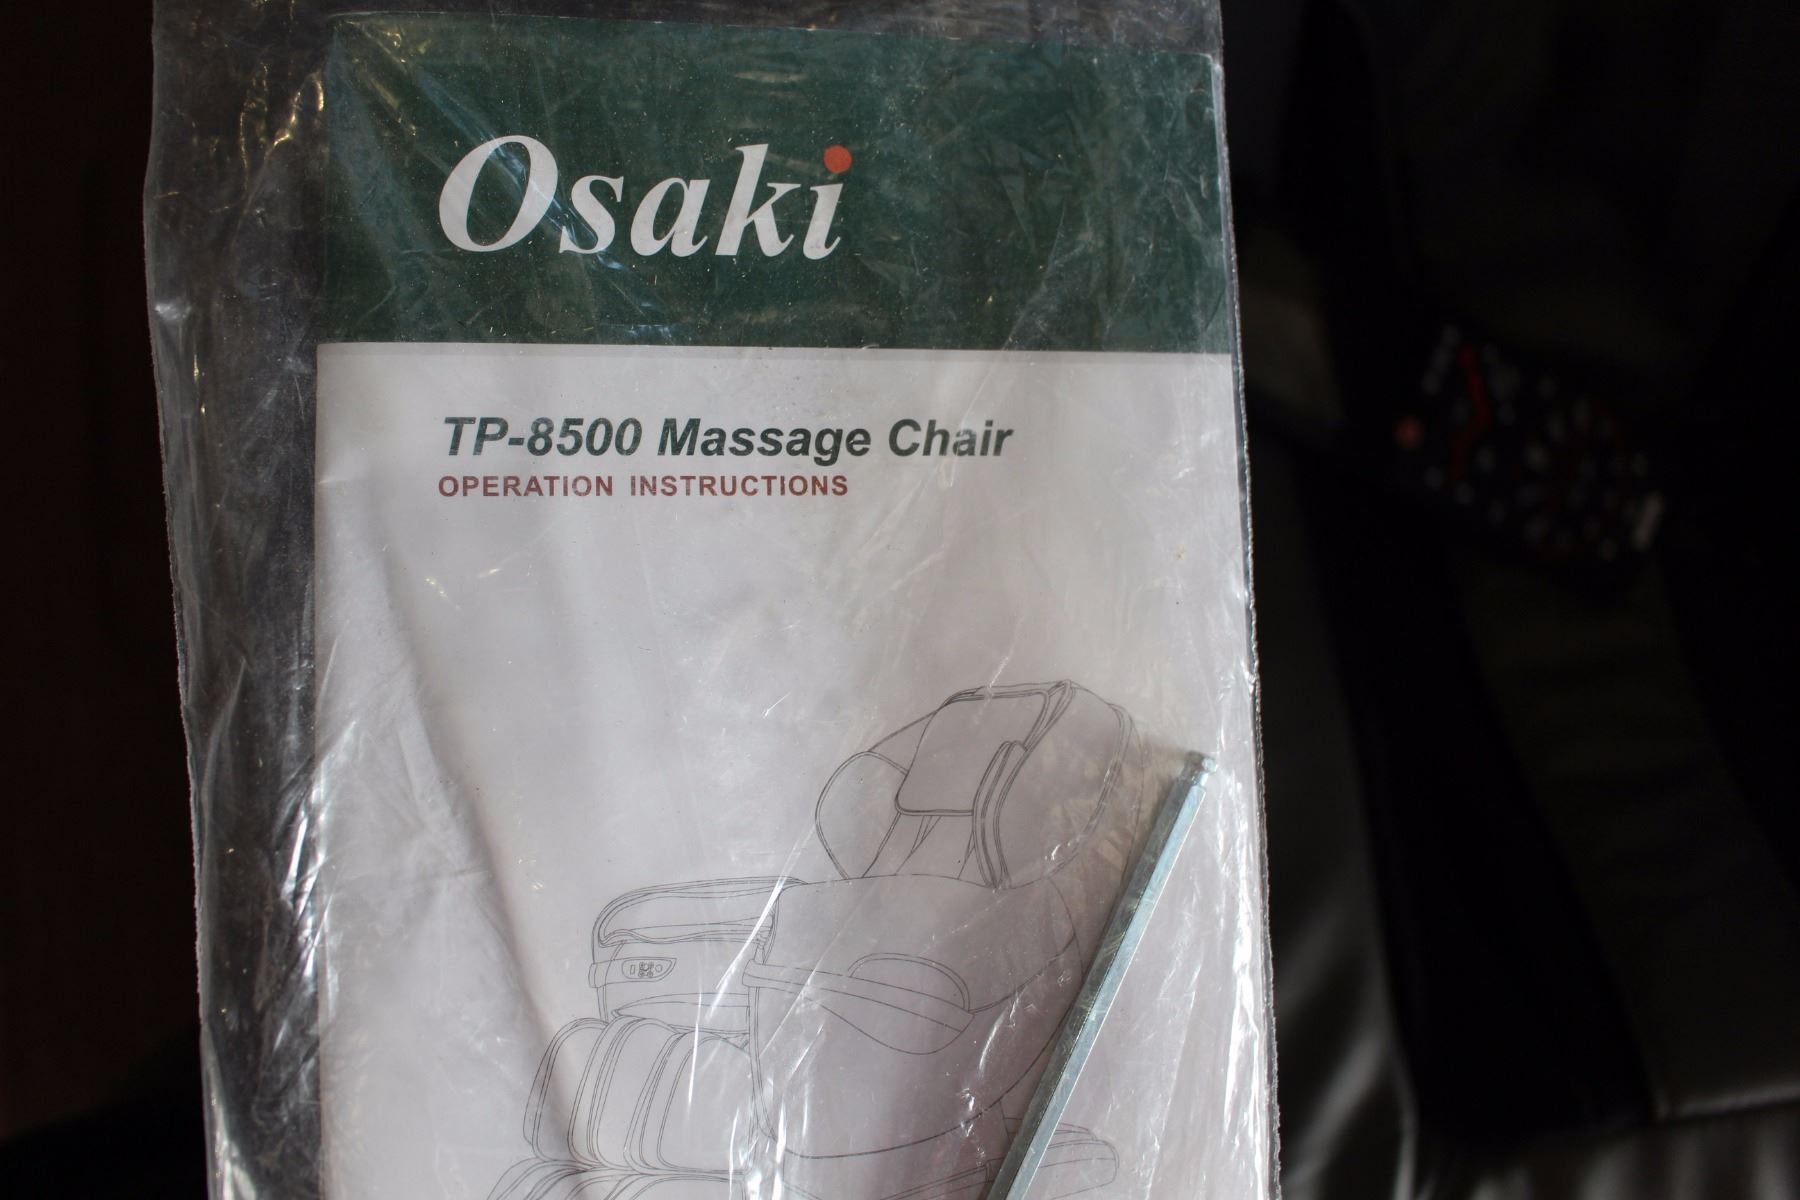 Osaki
TP-8500 Massage Chair
OPERATION INSTRUCTIONS